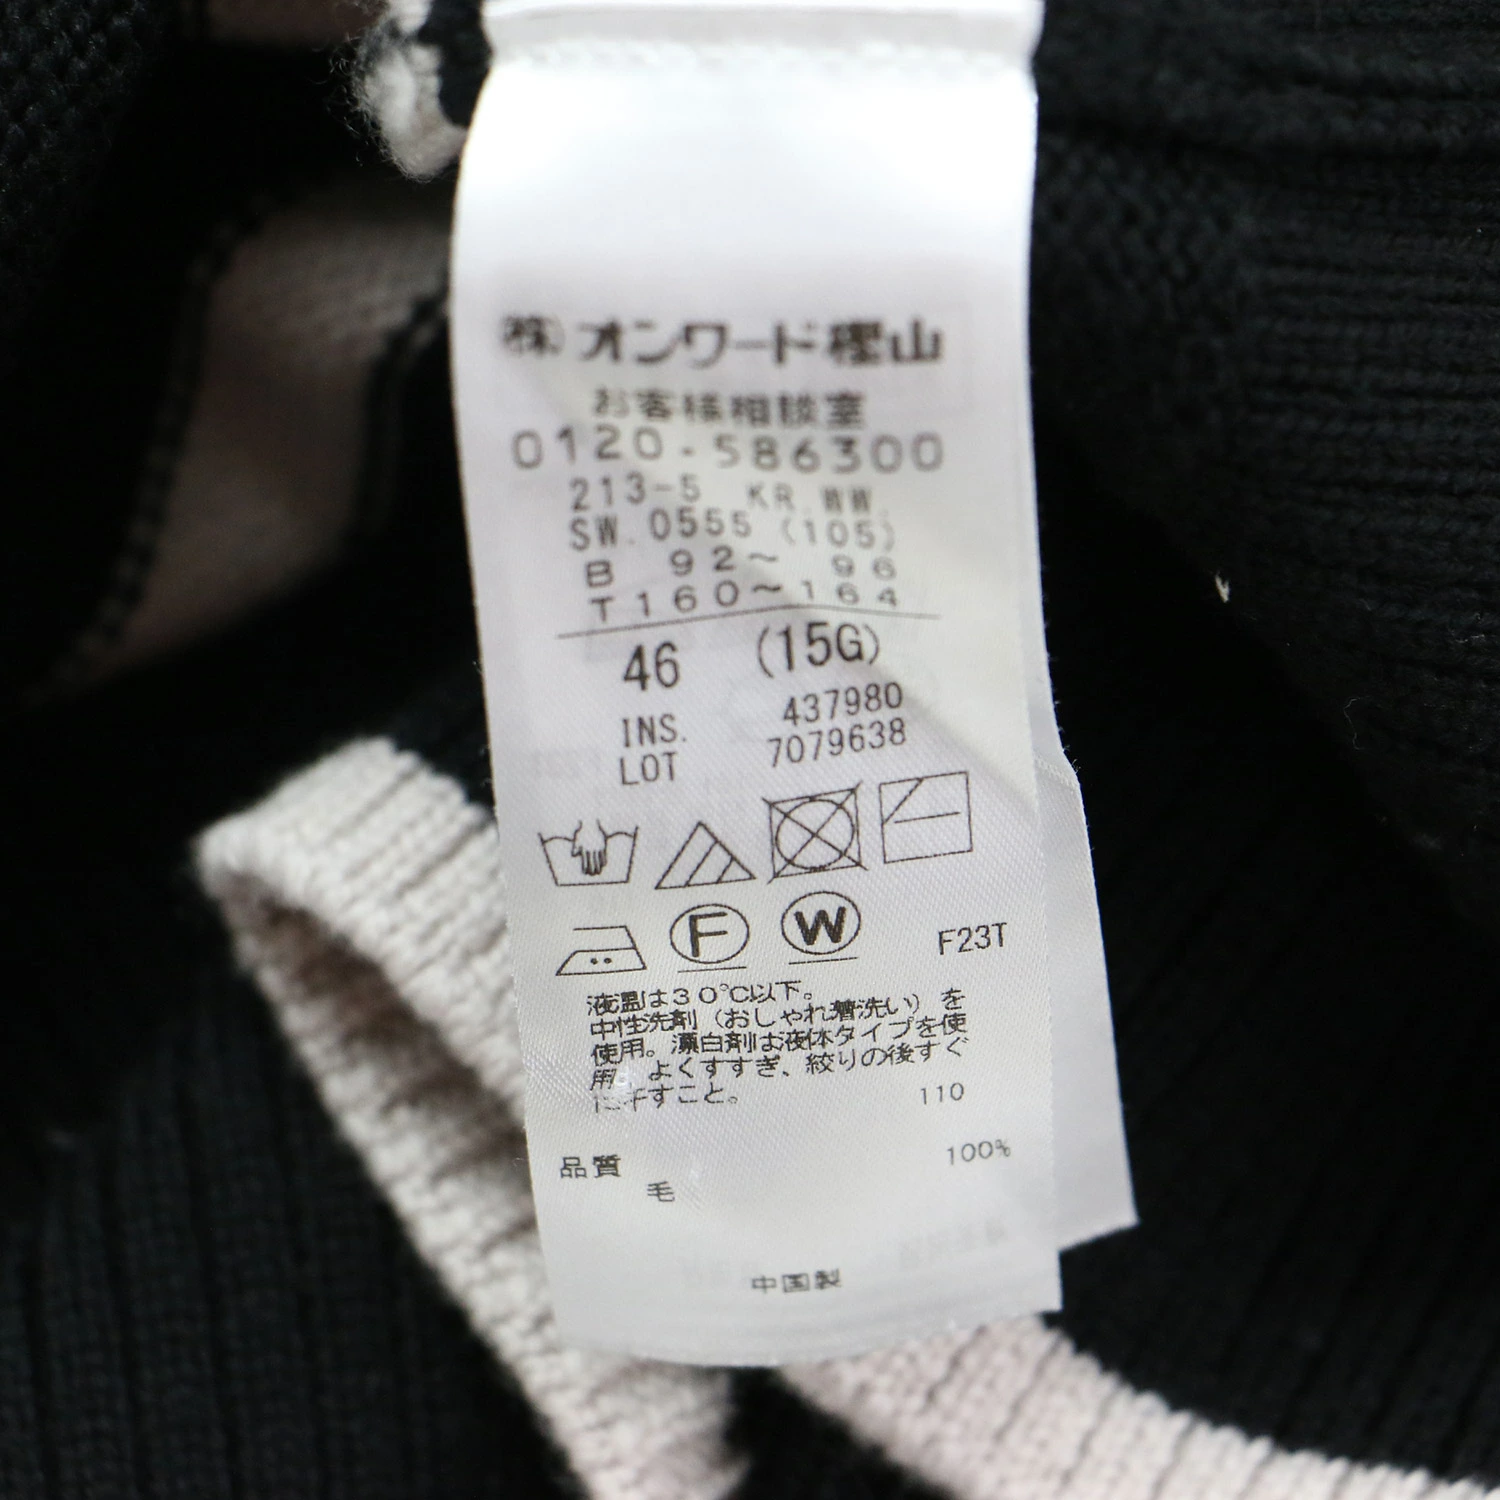 (株)オンワード樫山
お客様相談室
0120-586300
213-5 KR.WW.
SW.0555(105)
B 92~ 96
T160~164
46 (15G)
INS. 437980
LOT 7079638
F
W
F23T
液温は30℃以下。
中性洗剤(おしゃれ着洗い)を
使用。漂白剤は液体タイプを使
用。よくすすぎ、絞りの後すぐ
に干すこと。
110
品質
毛 100%
中国製